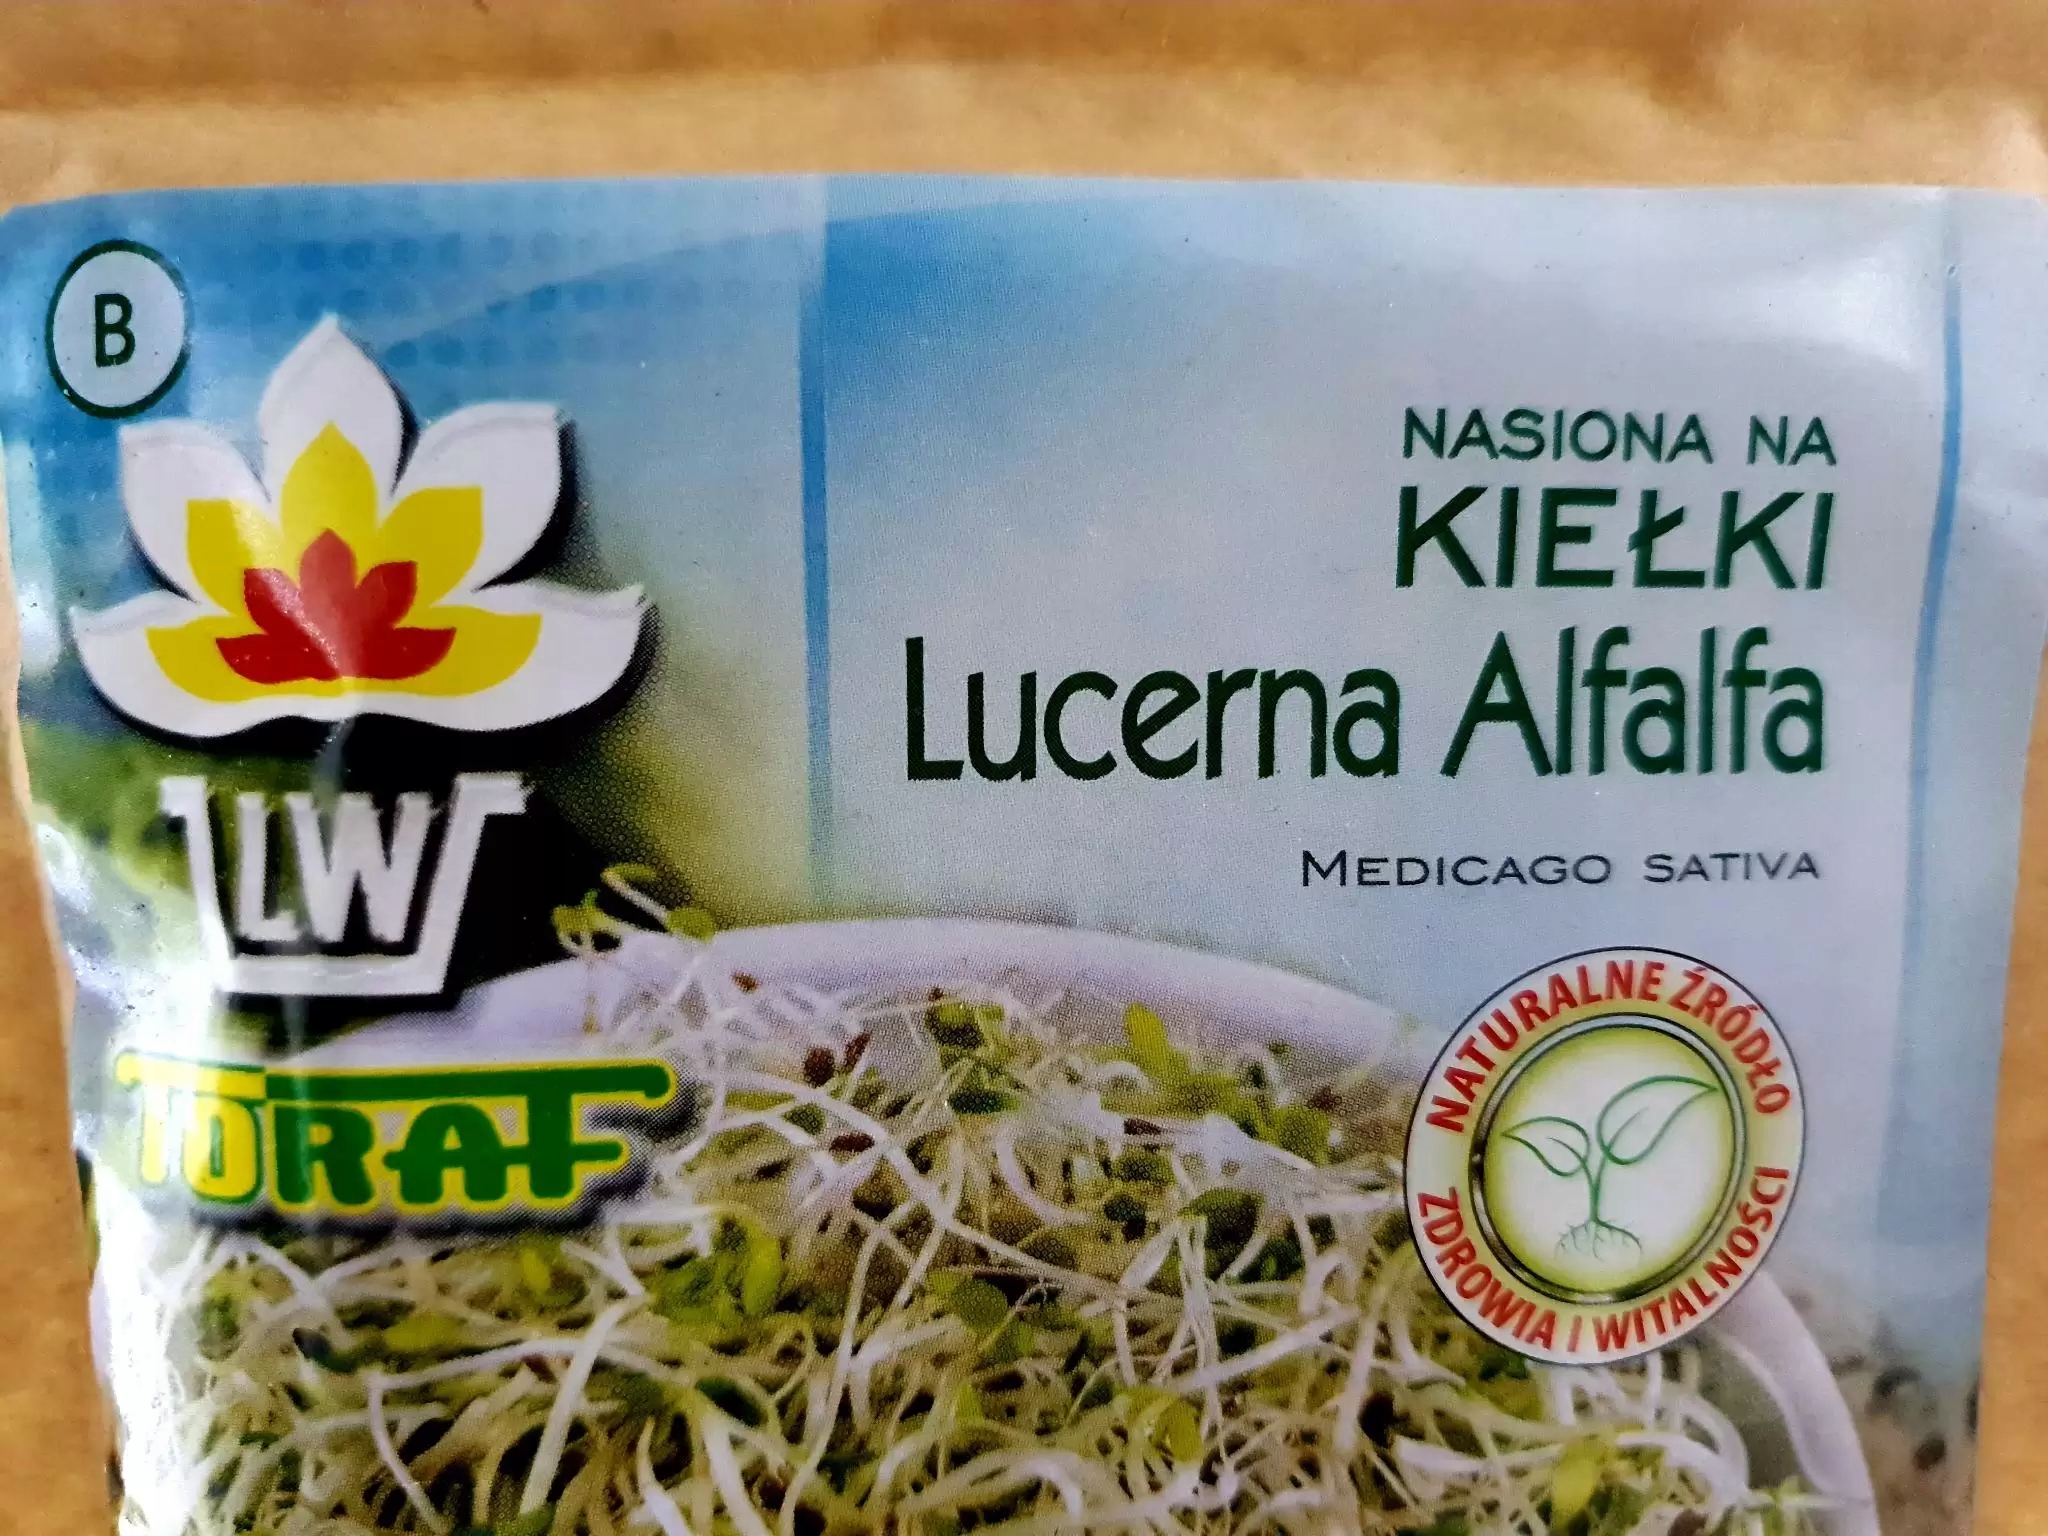 B
NASIONA NA
KIEŁKI
Lucerna Alfalfa
MEDICAGO SATIVA
LW
TORAF
NATURALNE ŹRÓDŁO
ZDROWIA I WITALNOŚCI